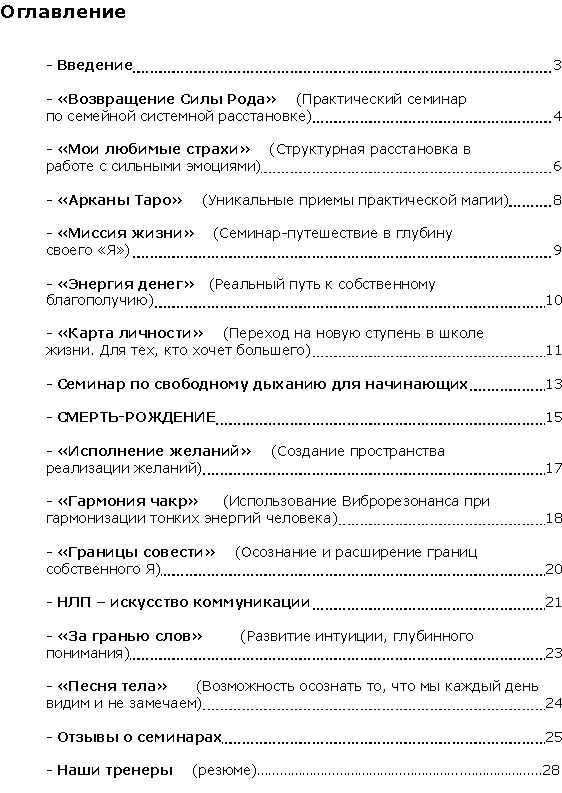 Оглавление
- Введение 3
- «Возвращение Силы Рода» (Практический семинар
по семейной системной расстановке) 4
- «Мои любимые страхи» (Структурная расстановка в
работе с сильными эмоциями) 6
- «Арканы Таро» (Уникальные приемы практической магии) 8
- «Миссия жизни» (Семинар-путешествие в глубину
своего «Я») 9
- «Энергия денег» (Реальный путь к собственному
благополучию) 10
- «Карта личности» (Переход на новую ступень в школе
жизни. Для тех, кто хочет большего) 11
- Семинар по свободному дыханию для начинающих 13
- СМЕРТЬ-РОЖДЕНИЕ 15
- «Исполнение желаний» (Создание пространства
реализации желаний) 17
- «Гармония чакр» (Использование Виброрезонанса при
гармонизации тонких энергий человека) 18
- «Границы совести» (Осознание и расширение границ
собственного Я) 20
- НЛП – искусство коммуникации 21
- «За гранью слов» (Развитие интуиции, глубинного
понимания) 23
- «Песня тела» (Возможность осознать то, что мы каждый день
видим и не замечаем) 24
- Отзывы о семинарах 25
- Наши тренеры (резюме) 28